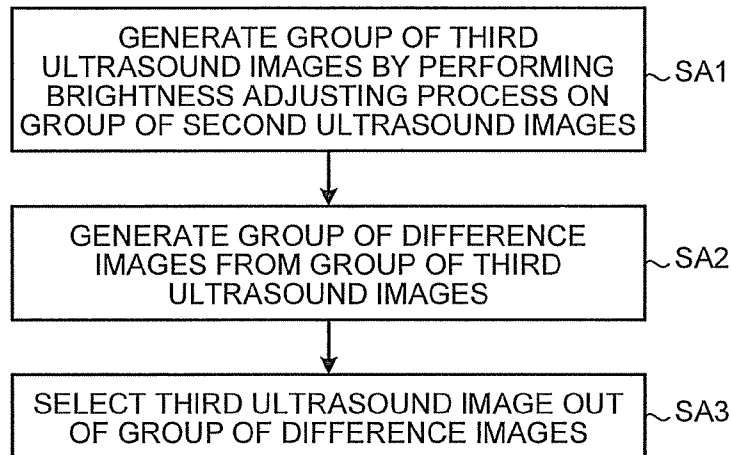 GENERATE GROUP OF THIRD
ULTRASOUND IMAGES BY PERFORMING
BRIGHTNESS ADJUSTING PROCESS ON
GROUP OF SECOND ULTRASOUND IMAGES
SA1
GENERATE GROUP OF DIFFERENCE
IMAGES FROM GROUP OF THIRD
ULTRASOUND IMAGES
SA2
SELECT THIRD ULTRASOUND IMAGE OUT
OF GROUP OF DIFFERENCE IMAGES
SA3